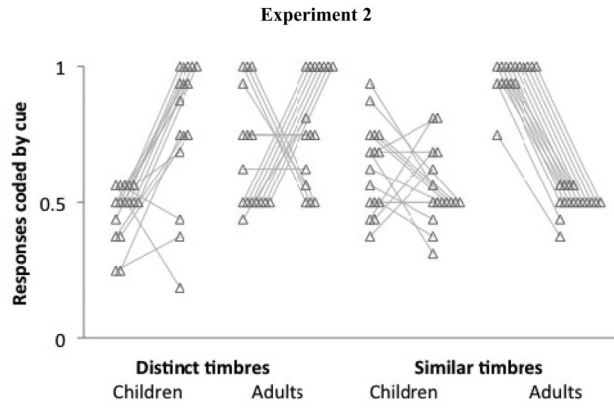 Experiment 2
Responses coded by cue
1
0.5
0
Distinct timbres Similar timbres
Children Adults Children Adults